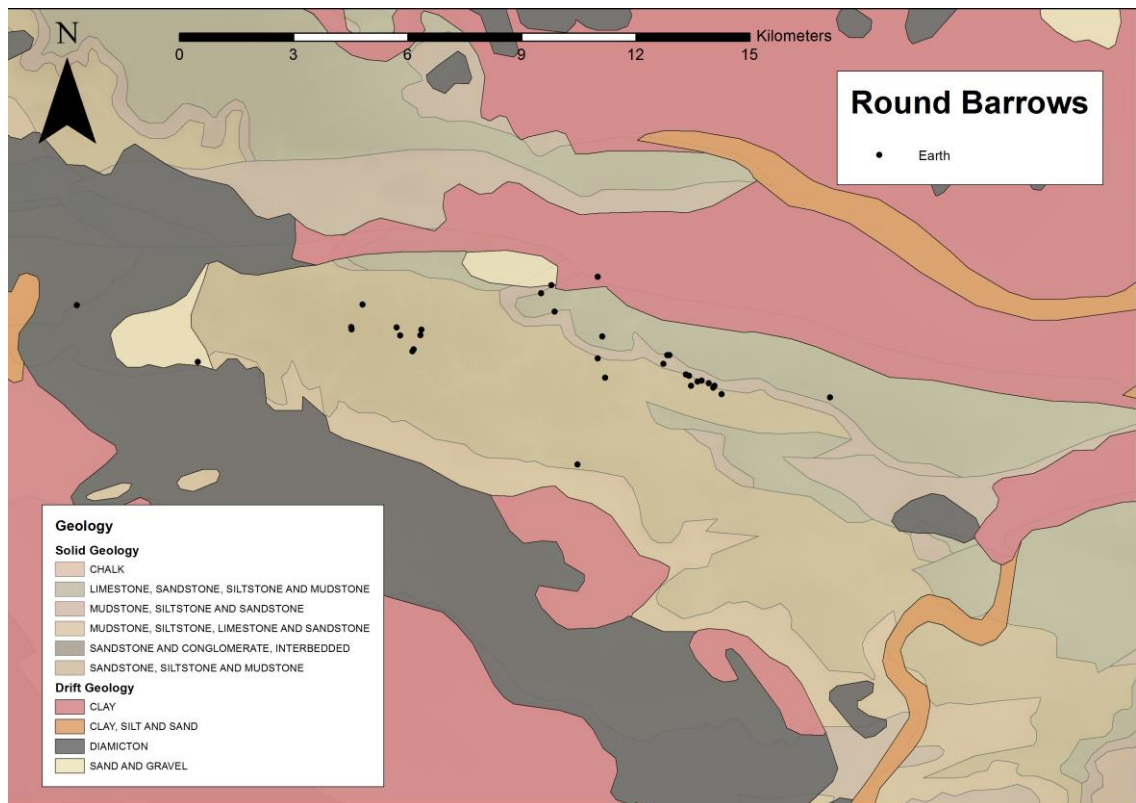 N
Kilometers
0 3 6 9 12 15
Round Barrows
Earth
Geology
Solid Geology
CHALK
LIMESTONE, SANDSTONE, SILTSTONE AND MUDSTONE
MUDSTONE, SILTSTONE AND SANDSTONE
MUDSTONE, SILTSTONE, LIMESTONE AND SANDSTONE
SANDSTONE AND CONGLOMERATE, INTERBEDDED
SANDSTONE, SILTSTONE AND MUDSTONE
Drift Geology
CLAY
CLAY, SILT AND SAND
DIAMICTON
SAND AND GRAVEL